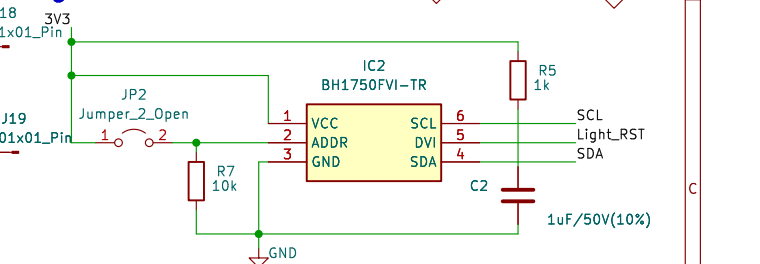 18
3V3
1x01_Pin
IC2
BH1750FVI-TR
R5
1k
JP2
Jumper_2_Open
J19
01x01_Pin
1
2
1
VCC
SCL
6
SCL
2
ADDR
DVI
5
Light_RST
3
GND
SDA
4
SDA
R7
10k
C2
1uF/50V(10%)
GND
C